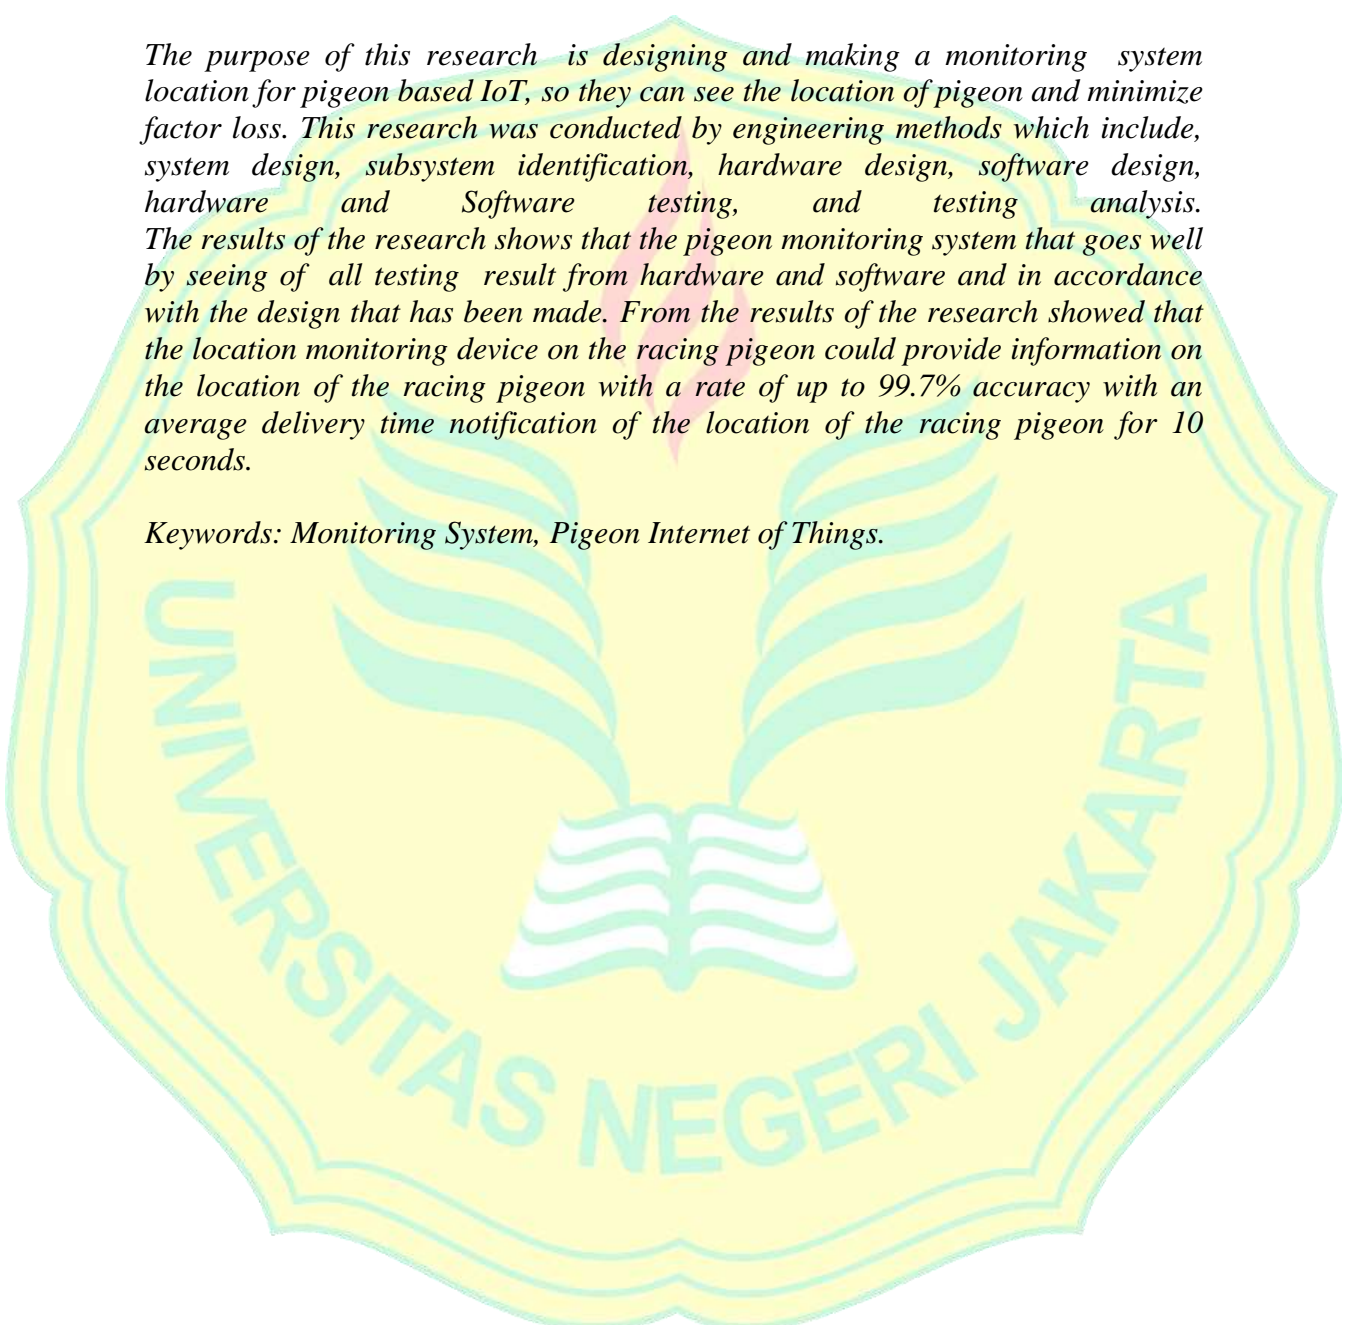 The purpose of this research is designing and making a monitoring system
location for pigeon based IoT, so they can see the location of pigeon and minimize
factor loss. This research was conducted by engineering methods which include,
system design, subsystem identification, hardware design, software design,
hardware and Software testing, and testing analysis.
The results of the research shows that the pigeon monitoring system that goes well
by seeing of all testing result from hardware and software and in accordance
with the design that has been made. From the results of the research showed that
the location monitoring device on the racing pigeon could provide information on
the location of the racing pigeon with a rate of up to 99.7% accuracy with an
average delivery time notification of the location of the racing pigeon for 10
seconds.
Keywords: Monitoring System, Pigeon Internet of Things.
UNIVERSITAS NEGERI JAKARTA